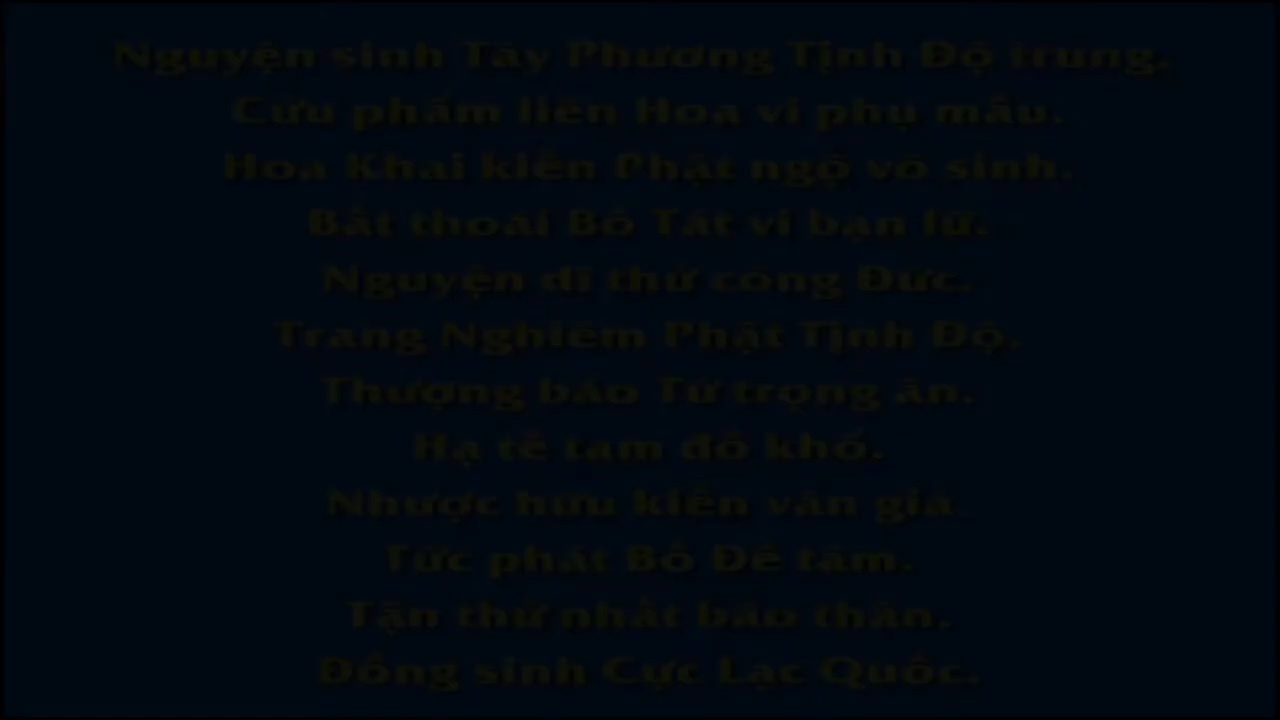 Nguyện sinh Tây Phương Tịnh Độ trung.
Cửu phẩm liên Hoa vi phụ mẫu.
Hoa Khai kiến Phật ngộ vô sinh.
Bất thoái Bồ Tát vi bạn lữ.
Nguyện dĩ thử công Đức.
Trang Nghiêm Phật Tịnh Độ.
Thượng báo Tứ trọng ân.
Hạ tế tam đồ khổ.
Nhược hữu kiến văn giả
Tức phát Bồ Đề tâm.
Tận thử nhất báo thân.
Đồng sinh Cực Lạc Quốc.